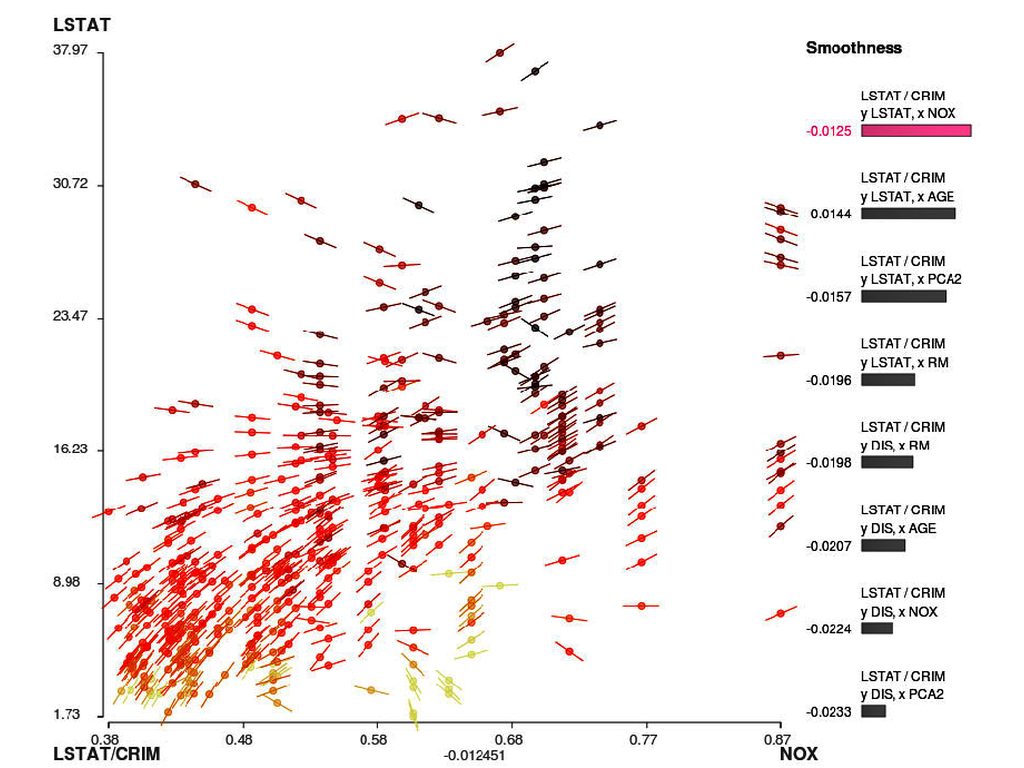 LSTAT
37.97
30.72
23.47
16.23
8.98
1.73
0.38
0.48
0.58
0.68
0.77
0.87
LSTAT/CRIM
-0.012451
NOX
Smoothness
LSTAT / CRIM
y LSTAT, x NOX
-0.0125
LSTAT / CRIM
y LSTAT, x AGE
0.0144
LSTAT / CRIM
y LSTAT, x PCA2
-0.0157
LSTAT / CRIM
y LSTAT, x RM
-0.0196
LSTAT / CRIM
y DIS, x RM
-0.0198
LSTAT / CRIM
y DIS, x AGE
-0.0207
LSTAT / CRIM
y DIS, x NOX
-0.0224
LSTAT / CRIM
y DIS, x PCA2
-0.0233